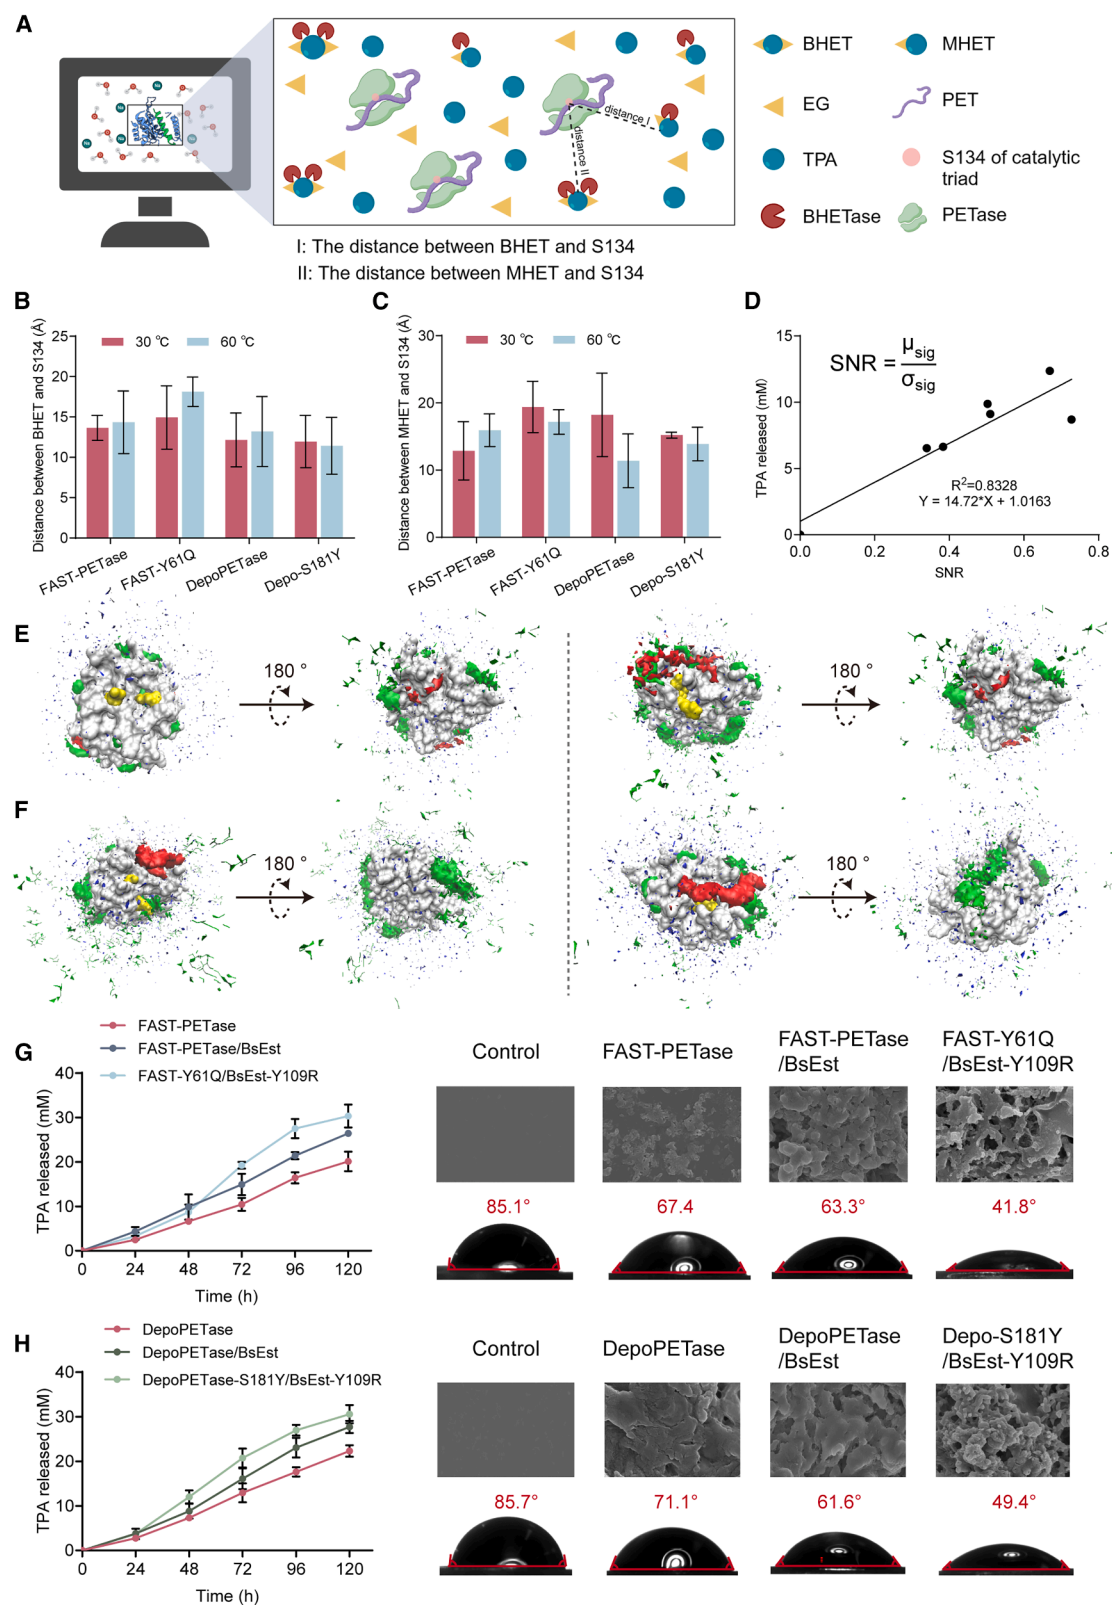 A
Na
Na
Na
Na
distance I
distance II
BHET
MHET
EG
PET
TPA
S134 of catalytic
triad
BHETase
PETase
I: The distance between BHET and S134
II: The distance between MHET and S134
B
Distance between BHET and S134 (Å)
30 °C
60 °C
25
20
15
10
5
0
FAST-PETase
FAST-Y61Q
DepoPETase
Depo-S181Y
C
Distance between MHET and S134 (Å)
30 °C
60 °C
30
20
10
0
FAST-PETase
FAST-Y61Q
DepoPETase
Depo-S181Y
D
TPA released (mM)
15
10
5
0
SNR = μsig / σsig
R²=0.8328
Y = 14.72*X + 1.0163
0.0
0.2
0.4
0.6
0.8
SNR
E
180 °
180 °
F
180 °
180 °
G
FAST-PETase
FAST-PETase/BsEst
FAST-Y61Q/BsEst-Y109R
TPA released (mM)
40
30
20
10
0
0
24
48
72
96
120
Time (h)
Control
FAST-PETase
FAST-PETase
/BsEst
FAST-Y61Q
/BsEst-Y109R
85.1°
67.4
63.3°
41.8°
H
DepoPETase
DepoPETase/BsEst
DepoPETase-S181Y/BsEst-Y109R
TPA released (mM)
40
30
20
10
0
0
24
48
72
96
120
Time (h)
Control
DepoPETase
DepoPETase
/BsEst
Depo-S181Y
/BsEst-Y109R
85.7°
71.1°
61.6°
49.4°